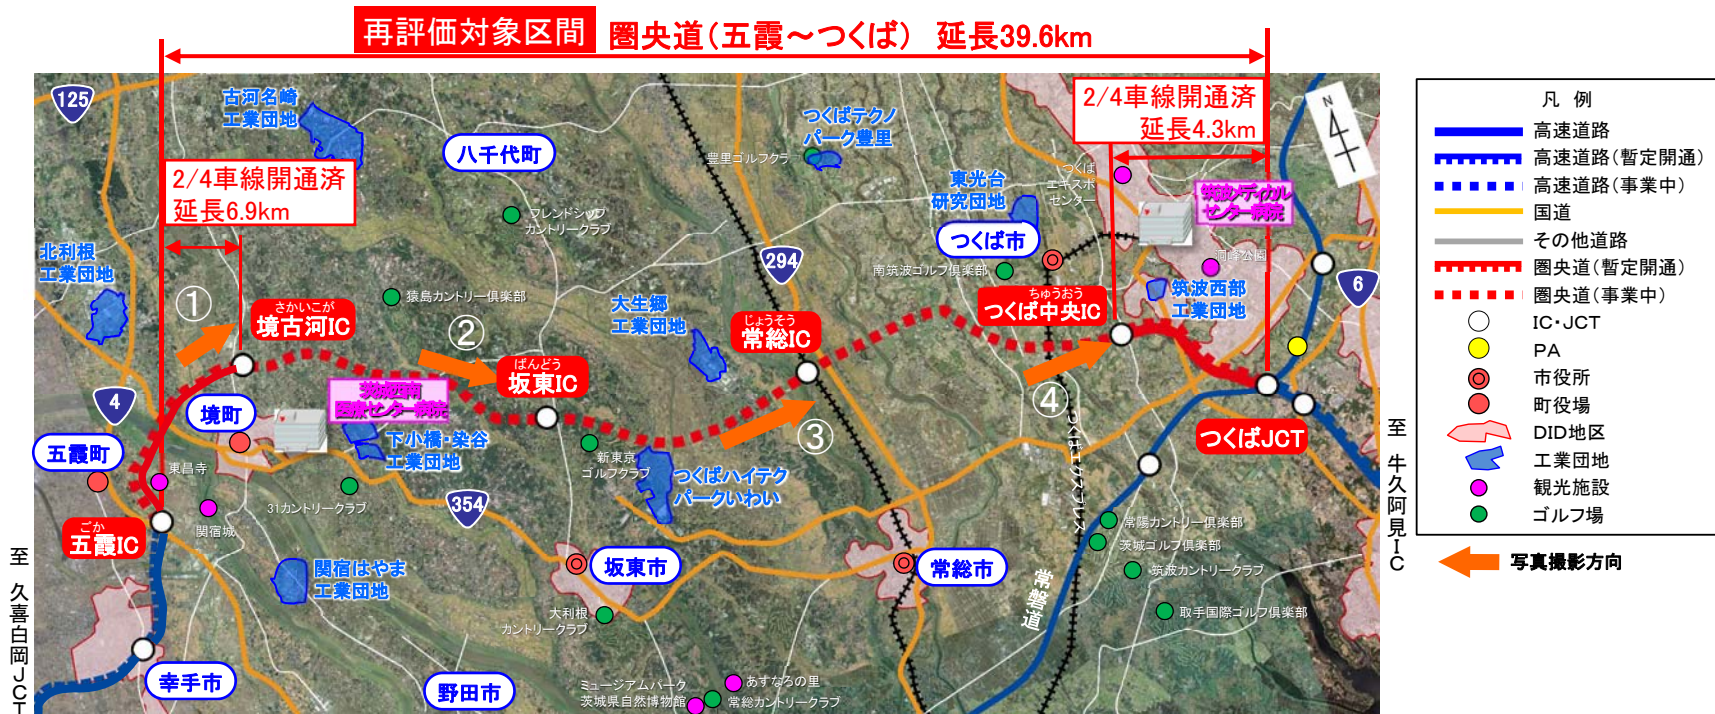 再評価対象区間
圏央道(五霞～つくば) 延長39.6km
2/4車線開通済
延長6.9km
2/4車線開通済
延長4.3km
125
古河名崎
工業団地
八千代町
つくばテクノ
パーク豊里
豊里ゴルフクラ
つくば
エキスポ
センター
筑波メディカル
センター病院
東光台
研究団地
つくば市
フレンドシップ
カントリークラブ
北利根
工業団地
①
さかいこが
境古河IC
猿島カントリー倶楽部
②
大生郷
工業団地
294
じょうそう
常総IC
南筑波ゴルフ倶楽部
ちゅうおう
つくば中央IC
洞峰公園
筑波西部
工業団地
6
N
ばんどう
坂東IC
茨城西南
医療センター病院
4
境町
五霞町
東昌寺
下小橋・染谷
工業団地
新東京
ゴルフクラブ
③
④
つくばJCT
つくばハイテク
パークいわい
つくばエクスプレス
ごか
五霞IC
関宿城
31カントリークラブ
354
関宿はやま
工業団地
坂東市
常総市
大利根
カントリークラブ
常磐道
常陽カントリー倶楽部
茨城ゴルフ倶楽部
筑波カントリークラブ
取手国際ゴルフ倶楽部
幸手市
野田市
ミュージアムパーク
茨城県自然博物館
あすなろの里
常総カントリークラブ
至 久喜白岡JCT
至 牛久阿見IC
凡 例
高速道路
高速道路(暫定開通)
高速道路(事業中)
国道
その他道路
圏央道(暫定開通)
圏央道(事業中)
IC・JCT
PA
市役所
町役場
DID地区
工業団地
観光施設
ゴルフ場
写真撮影方向